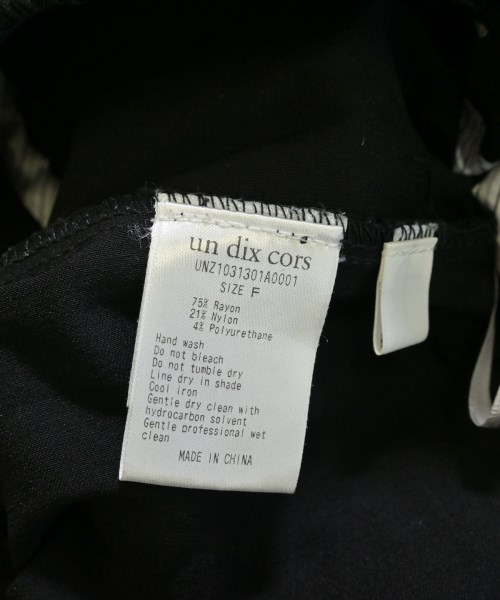 un dix cors
UNZ1031301A0001
SIZE F
75% Rayon
21% Nylon
4% Polyurethane
Hand wash
Do not bleach
Do not tumble dry
Line dry in shade
Cool iron
Gentle dry clean with
hydrocarbon solvent
Gentle professional wet
clean
MADE IN CHINA